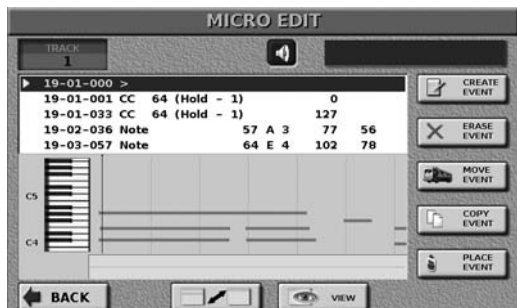 MICRO EDIT
TRACK
1
19-01-000 >
19-01-001 CC 64 (Hold - 1) 0
19-01-033 CC 64 (Hold - 1) 127
19-02-036 Note 57 A 3 77 56
19-03-057 Note 64 E 4 102 78
CREATE
EVENT
ERASE
EVENT
MOVE
EVENT
COPY
EVENT
PLACE
EVENT
C5
C4
BACK
VIEW